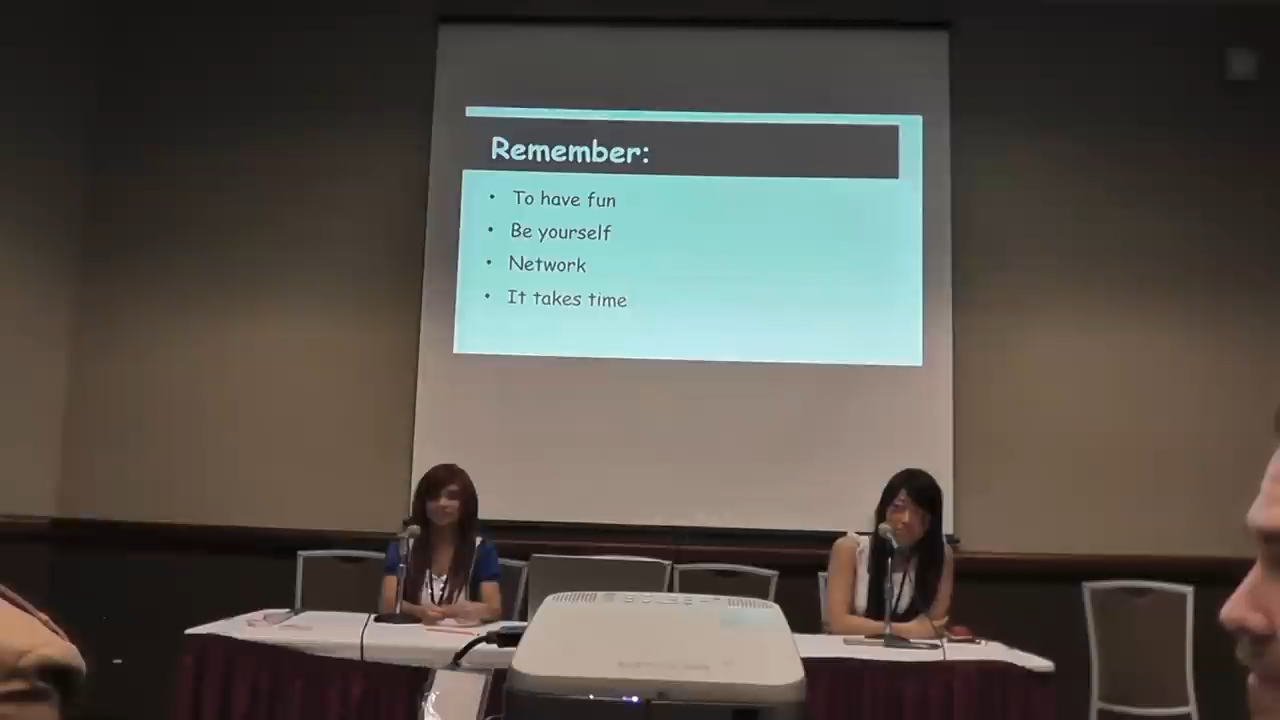 Remember:
• To have fun
• Be yourself
• Network
• It takes time